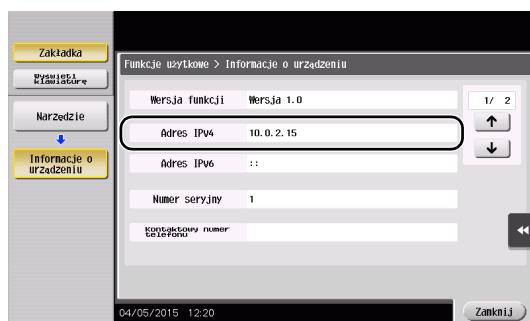 Zakładka
Wyświetl
klawiaturę
Narzędzie
Informacje o
urządzeniu
Funkcje użytkowe > Informacje o urządzeniu
Wersja funkcji Wersja 1.0
1/ 2
Adres IPv4 10.0.2.15
Adres IPv6 ::
Numer seryjny 1
Kontaktowy numer
telefonu
04/05/2015 12:20
Zamknij